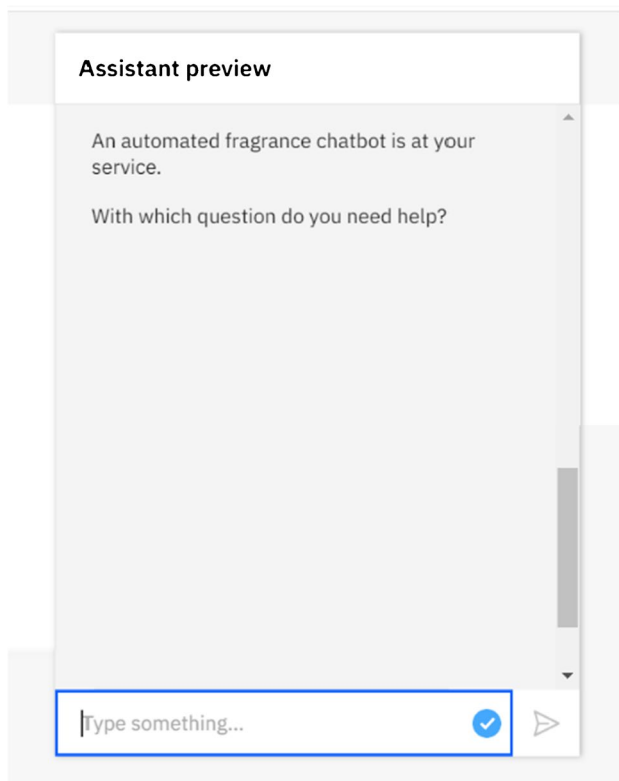 Assistant preview
An automated fragrance chatbot is at your
service.
With which question do you need help?
Type something...